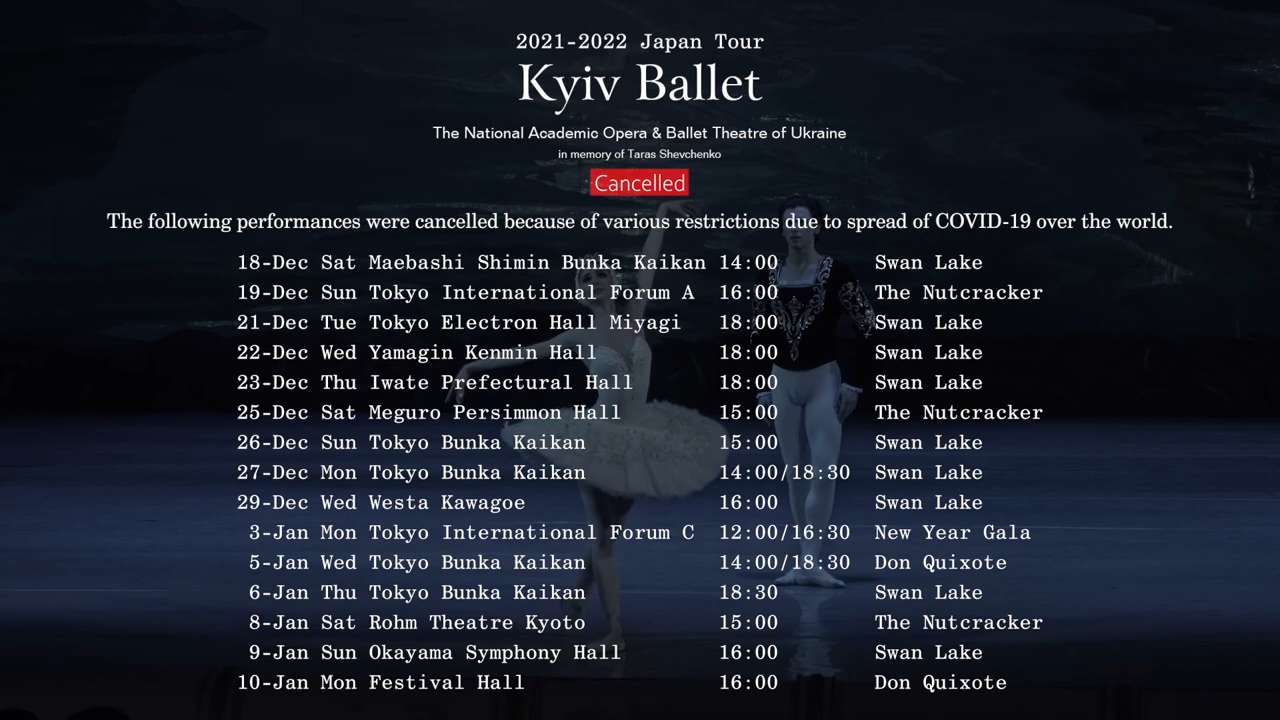 2021-2022 Japan Tour
Kyiv Ballet
The National Academic Opera & Ballet Theatre of Ukraine
in memory of Taras Shevchenko
Cancelled
The following performances were cancelled because of various restrictions due to spread of COVID-19 over the world.
18-Dec Sat Maebashi Shimin Bunka Kaikan 14:00 Swan Lake
19-Dec Sun Tokyo International Forum A 16:00 The Nutcracker
21-Dec Tue Tokyo Electron Hall Miyagi 18:00 Swan Lake
22-Dec Wed Yamagin Kenmin Hall 18:00 Swan Lake
23-Dec Thu Iwate Prefectural Hall 18:00 Swan Lake
25-Dec Sat Meguro Persimmon Hall 15:00 The Nutcracker
26-Dec Sun Tokyo Bunka Kaikan 15:00 Swan Lake
27-Dec Mon Tokyo Bunka Kaikan 14:00/18:30 Swan Lake
29-Dec Wed Westa Kawagoe 16:00 Swan Lake
3-Jan Mon Tokyo International Forum C 12:00/16:30 New Year Gala
5-Jan Wed Tokyo Bunka Kaikan 14:00/18:30 Don Quixote
6-Jan Thu Tokyo Bunka Kaikan 18:30 Swan Lake
8-Jan Sat Rohm Theatre Kyoto 15:00 The Nutcracker
9-Jan Sun Okayama Symphony Hall 16:00 Swan Lake
10-Jan Mon Festival Hall 16:00 Don Quixote